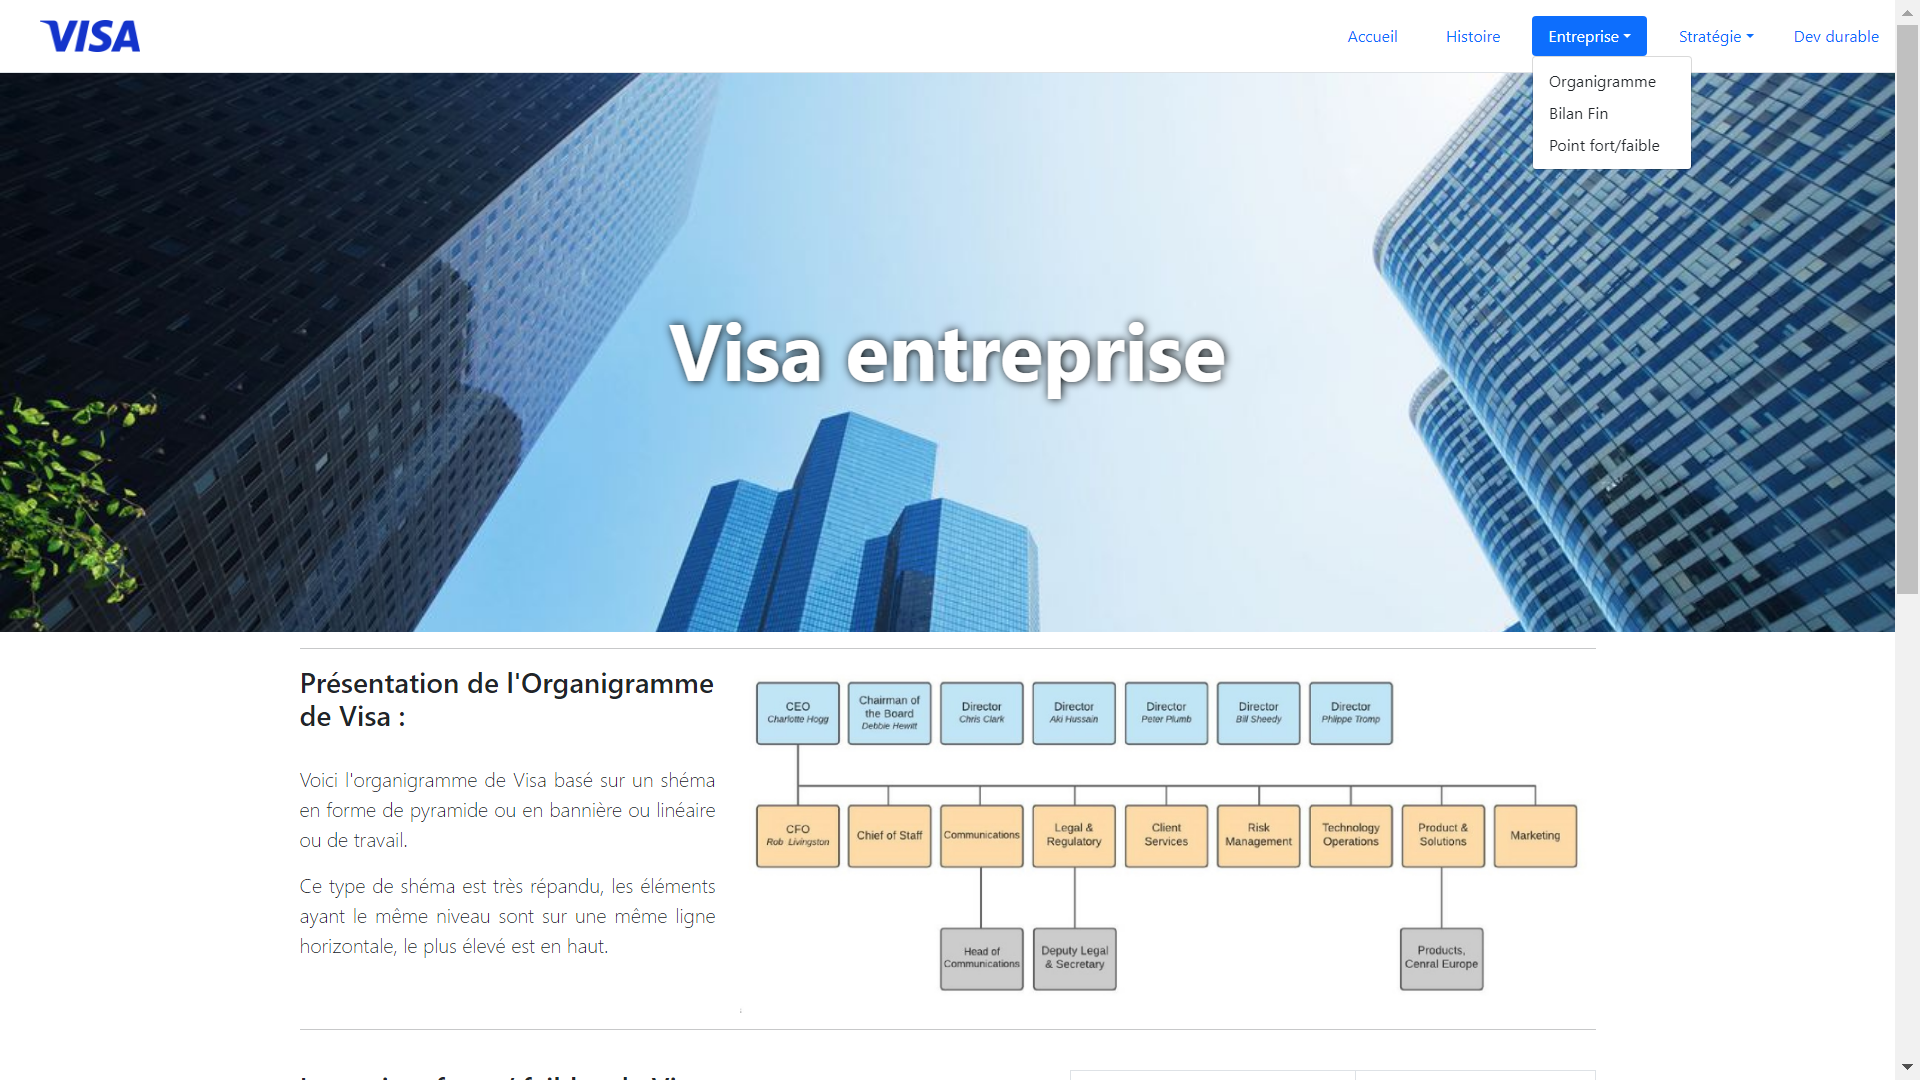 VISA
Accueil
Histoire
Entreprise
Stratégie
Dev durable
Organigramme
Bilan Fin
Point fort/faible
Visa entreprise
Présentation de l'Organigramme
de Visa :
Voici l'organigramme de Visa basé sur un shéma
en forme de pyramide ou en bannière ou linéaire
ou de travail.
Ce type de shéma est très répandu, les éléments
ayant le même niveau sont sur une même ligne
horizontale, le plus élevé est en haut.
CEO
Charlotte Hogg
Chairman of
the Board
Debbie Hewitt
Director
Chris Clark
Director
Aki Hussain
Director
Peter Plumb
Director
Bill Sheedy
Director
Philippe Tromp
CFO
Rob Livingston
Chief of Staff
Communications
Legal &
Regulatory
Client
Services
Risk
Management
Technology
Operations
Product &
Solutions
Marketing
Head of
Communications
Deputy Legal
& Secretary
Products,
Cenral Europe